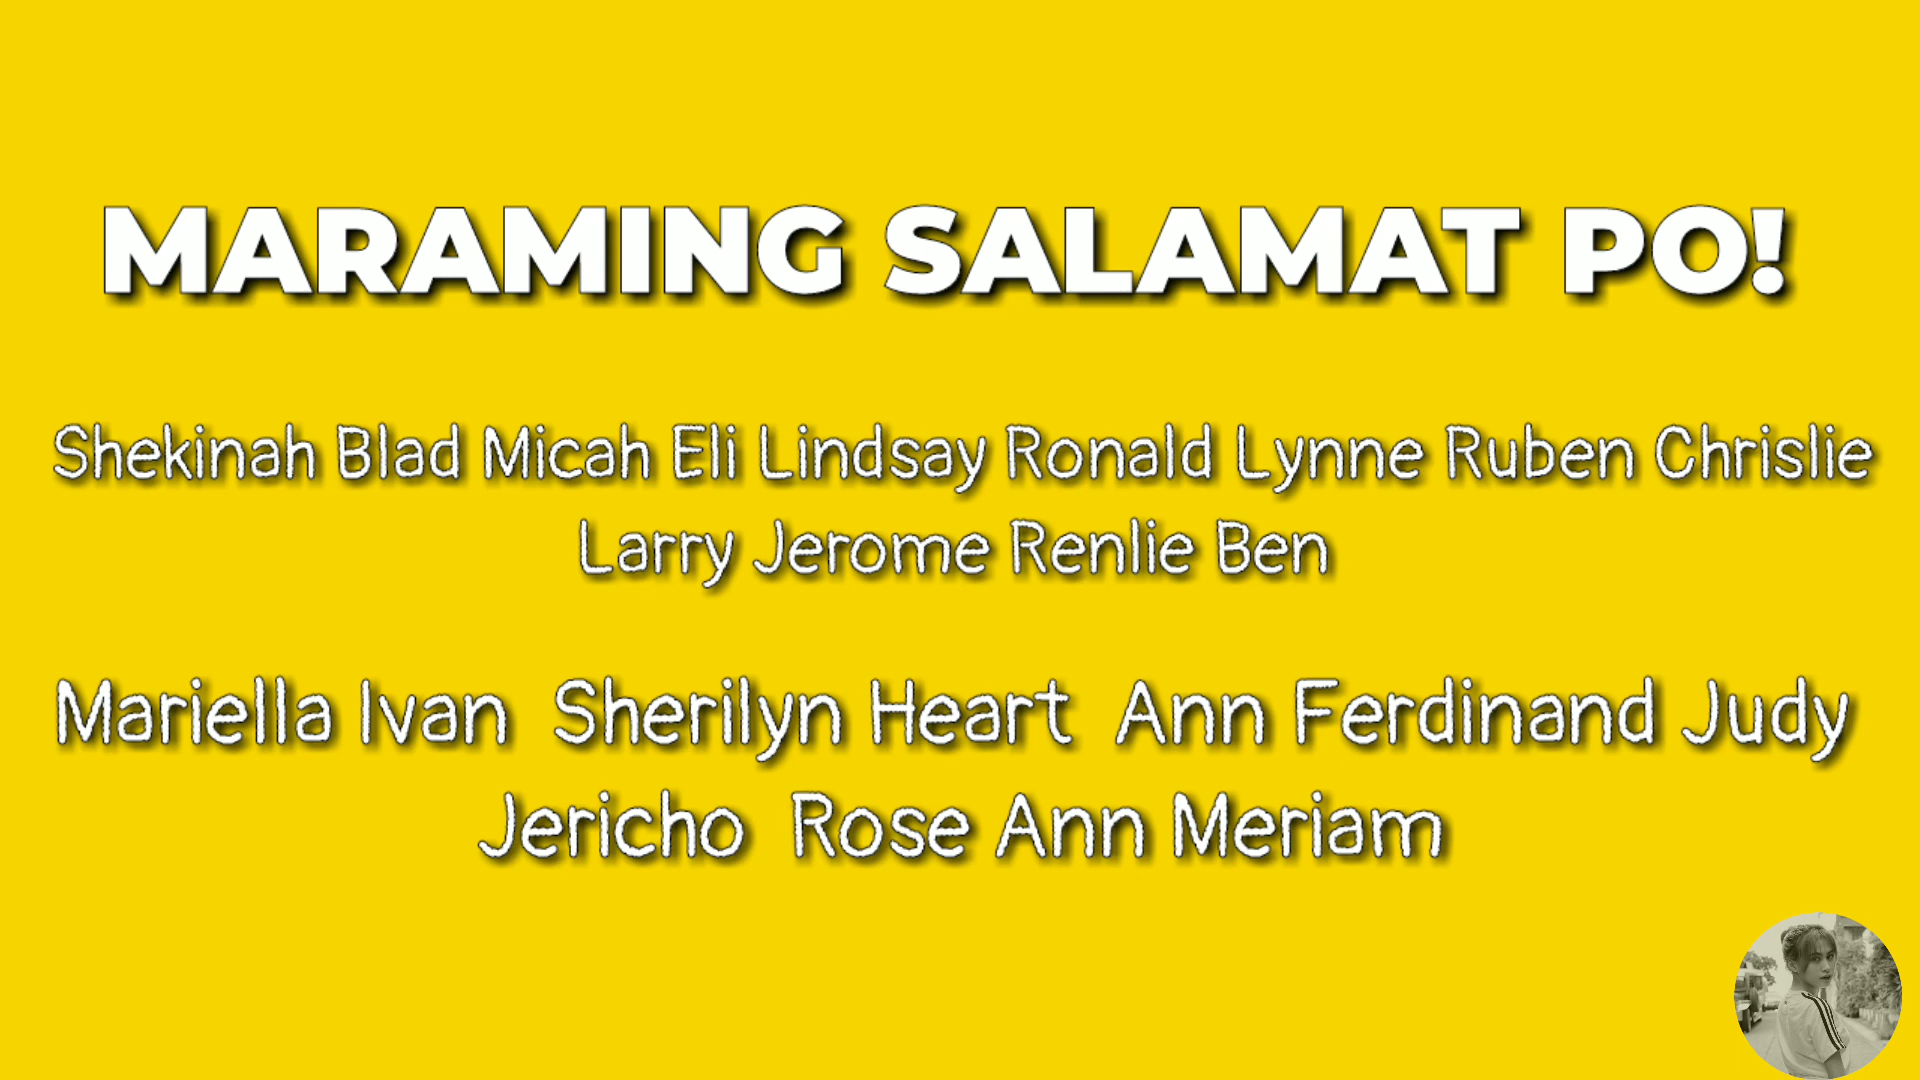 MARAMING SALAMAT PO!
Shekinah Blad Micah Eli Lindsay Ronald Lynne Ruben Chrislie
Larry Jerome Renlie Ben
Mariella Ivan Sherilyn Heart Ann Ferdinand Judy
Jericho Rose Ann Meriam